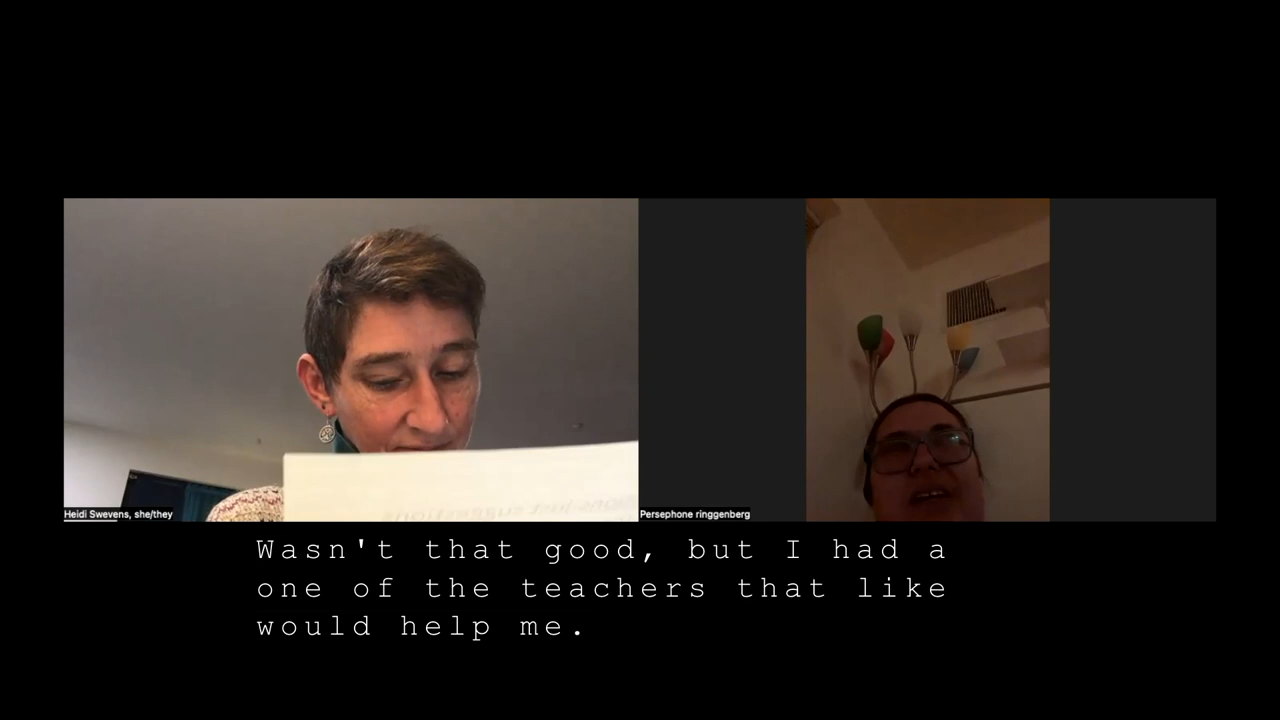 Heidi Swevens, she/they
Persephone ringgenberg
Wasn't that good, but I had a
one of the teachers that like
would help me.